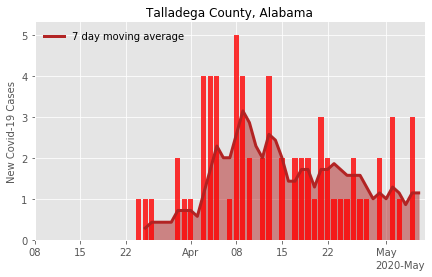 Talladega County, Alabama
7 day moving average
New Covid-19 Cases
5
4
3
2
1
0
08 15 22 Apr 08 15 22 May
2020-May